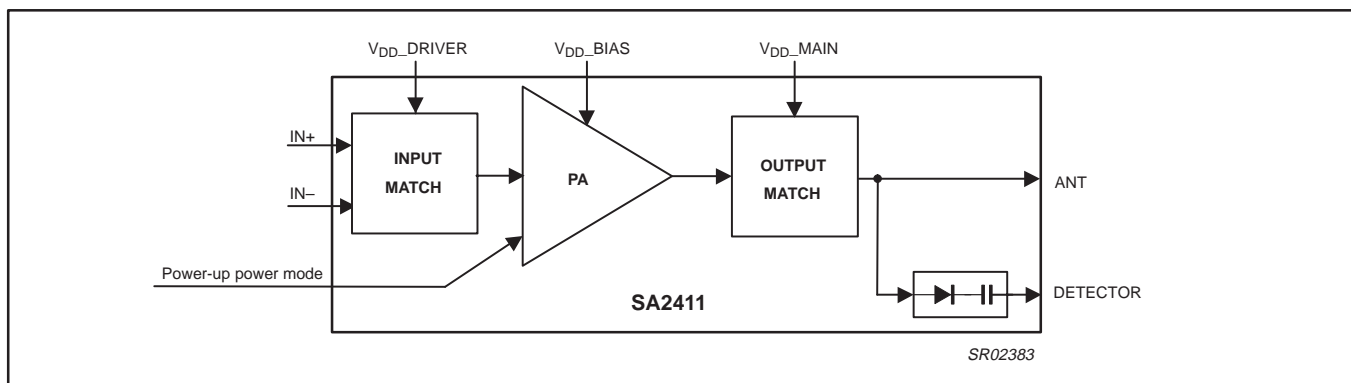 VDD_DRIVER
VDD_BIAS
VDD_MAIN
IN+
IN–
INPUT
MATCH
PA
OUTPUT
MATCH
ANT
Power-up power mode
DETECTOR
SA2411
SR02383